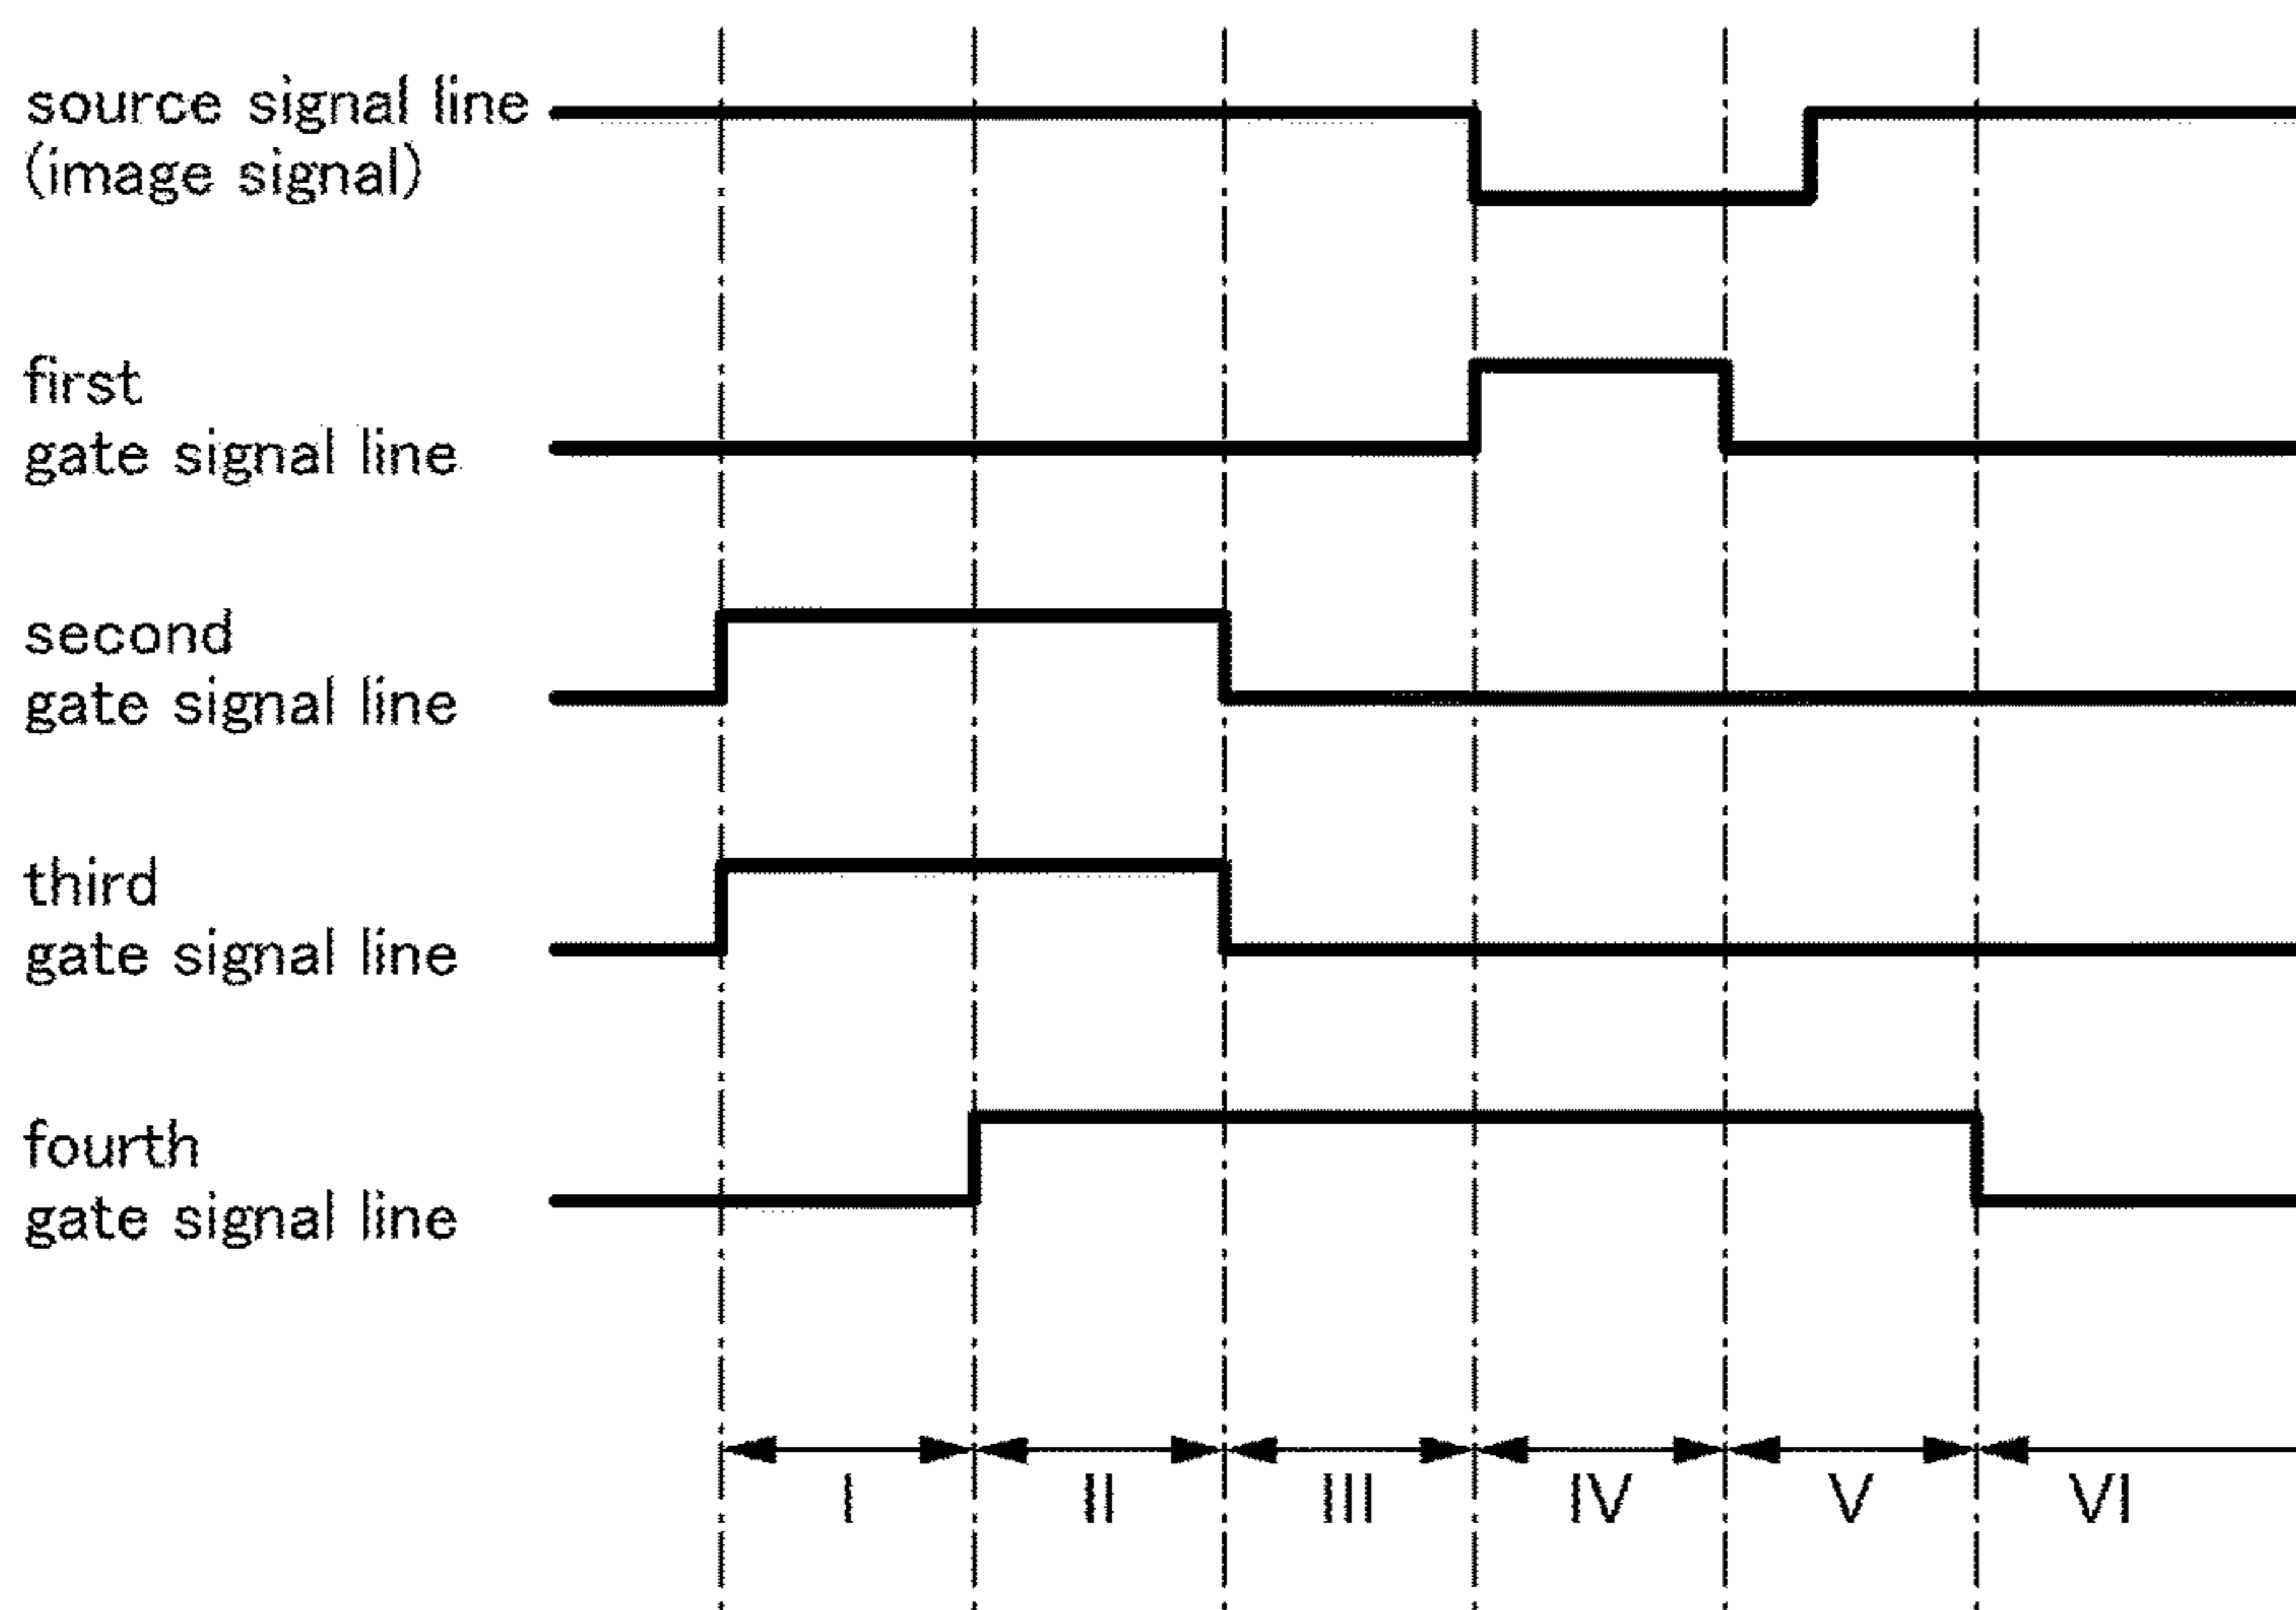 source signal line
(image signal)
first
gate signal line
second
gate signal line
third
gate signal line
fourth
gate signal line
I II III IV V VI